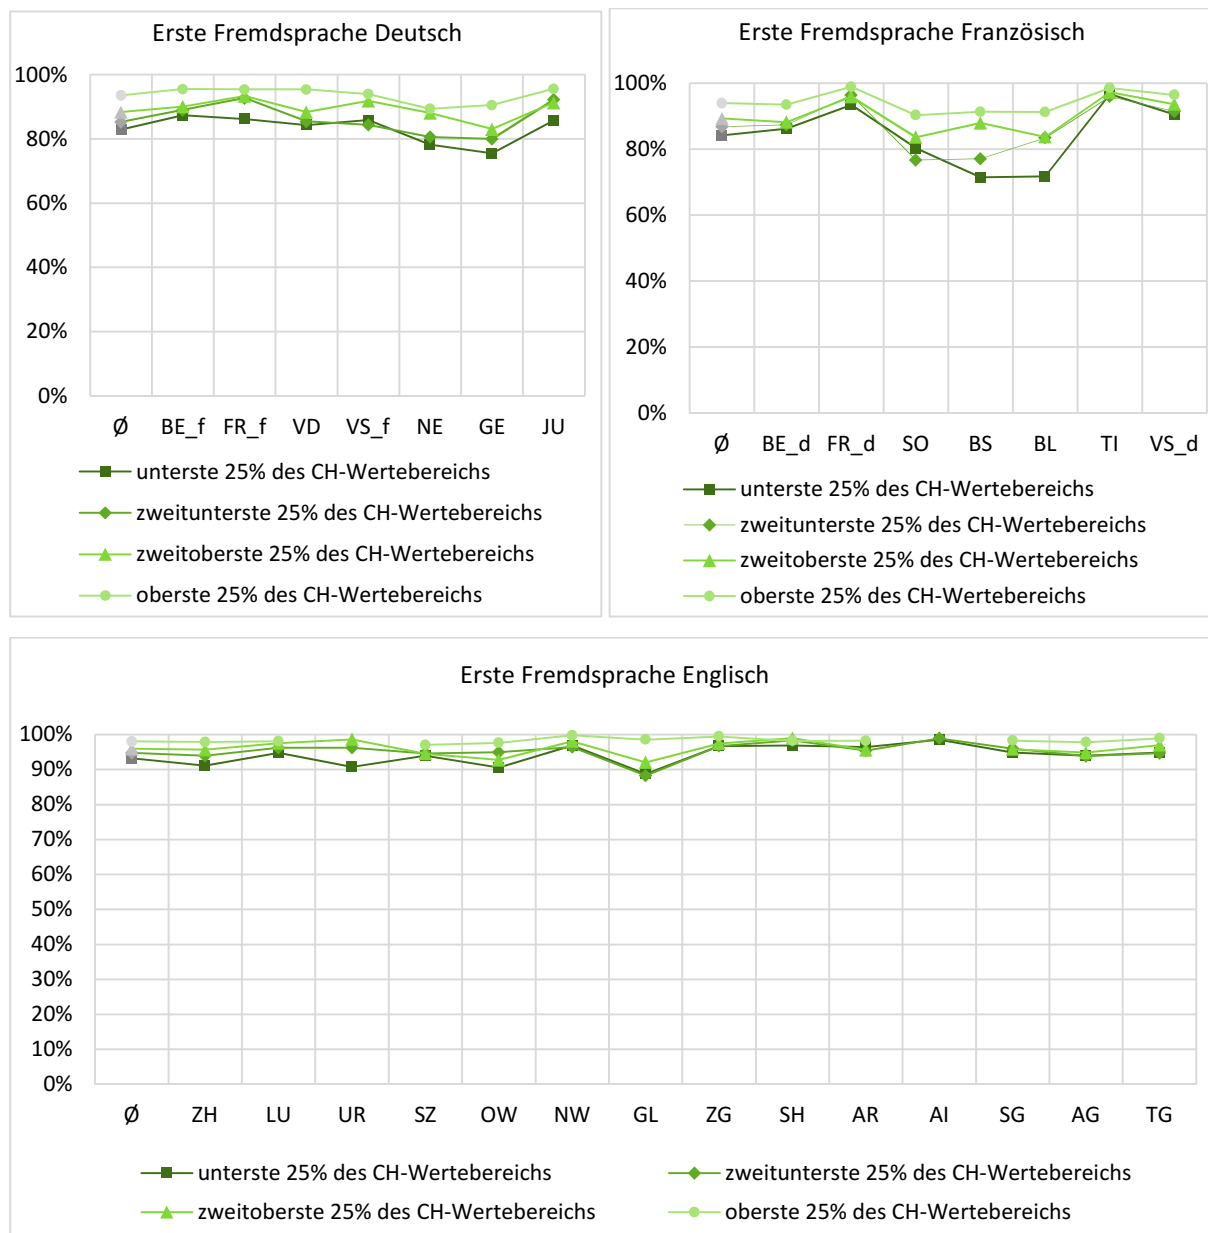 Erste Fremdsprache Deutsch
100%
80%
60%
40%
20%
0%
Ø BE_f FR_f VD VS_f NE GE JU
unterste 25% des CH-Wertebereichs
zweitunterste 25% des CH-Wertebereichs
zweitoberste 25% des CH-Wertebereichs
oberste 25% des CH-Wertebereichs
Erste Fremdsprache Französisch
100%
80%
60%
40%
20%
0%
Ø BE_d FR_d SO BS BL TI VS_d
unterste 25% des CH-Wertebereichs
zweitunterste 25% des CH-Wertebereichs
zweitoberste 25% des CH-Wertebereichs
oberste 25% des CH-Wertebereichs
Erste Fremdsprache Englisch
100%
90%
80%
70%
60%
50%
40%
30%
20%
10%
0%
Ø ZH LU UR SZ OW NW GL ZG SH AR AI SG AG TG
unterste 25% des CH-Wertebereichs zweitunterste 25% des CH-Wertebereichs
zweitoberste 25% des CH-Wertebereichs oberste 25% des CH-Wertebereichs